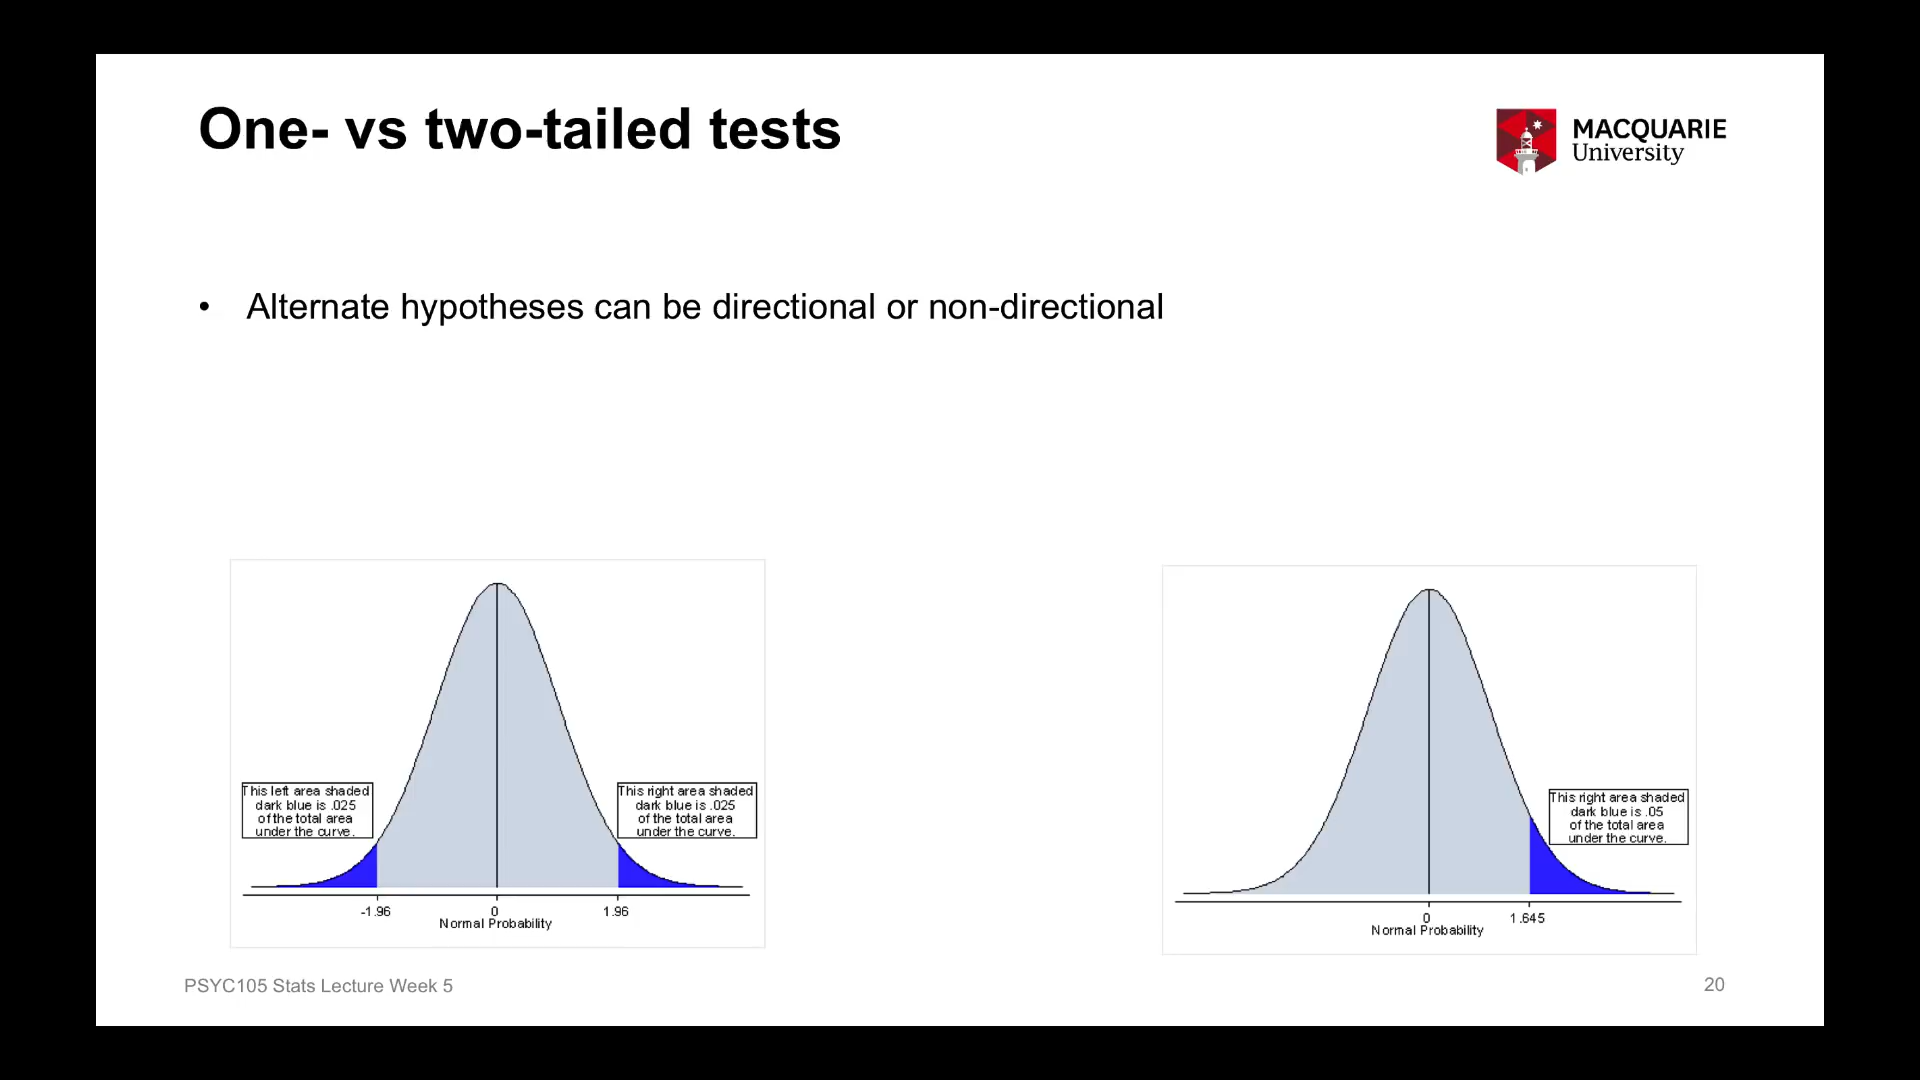 One- vs two-tailed tests
MACQUARIE
University
• Alternate hypotheses can be directional or non-directional
This left area shaded
dark blue is .025
of the total area
under the curve.
This right area shaded
dark blue is .025
of the total area
under the curve.
-1.96 0 1.96
Normal Probability
This right area shaded
dark blue is .05
of the total area
under the curve.
0 1.645
Normal Probability
PSYC105 Stats Lecture Week 5
20